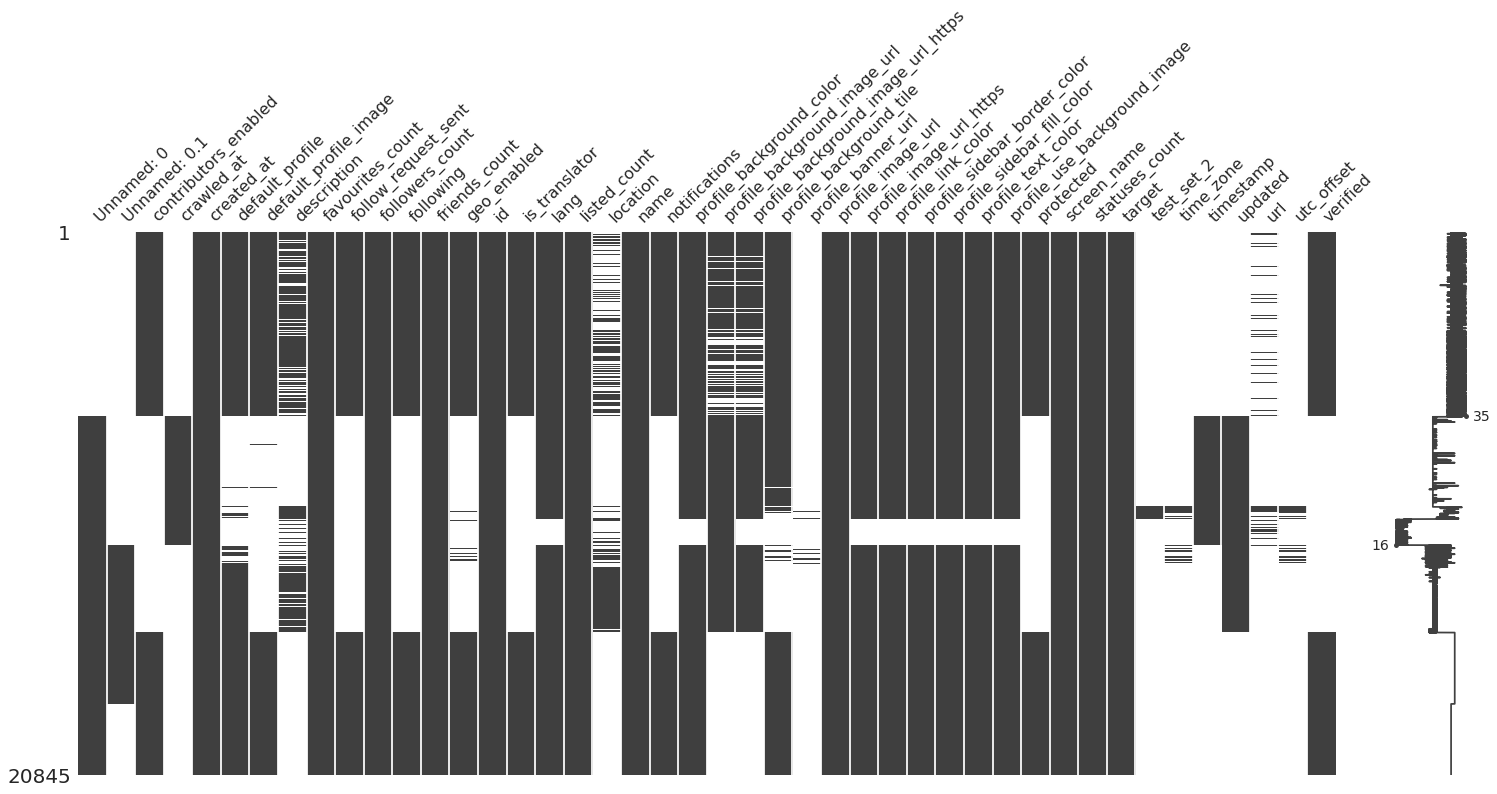 Unnamed: 0
Unnamed: 0.1
contributors_enabled
crawled_at
created_at
default_profile
default_profile_image
description
favourites_count
follow_request_sent
followers_count
following
friends_count
geo_enabled
id
is_translator
lang
listed_count
location
name
notifications
profile_background_color
profile_background_image_url
profile_background_image_url_https
profile_background_tile
profile_banner_url
profile_image_url
profile_image_url_https
profile_link_color
profile_sidebar_border_color
profile_sidebar_fill_color
profile_text_color
profile_use_background_image
protected
screen_name
statuses_count
target
test_set_2
time_zone
timestamp
updated
url
utc_offset
verified
1
35
16
20845